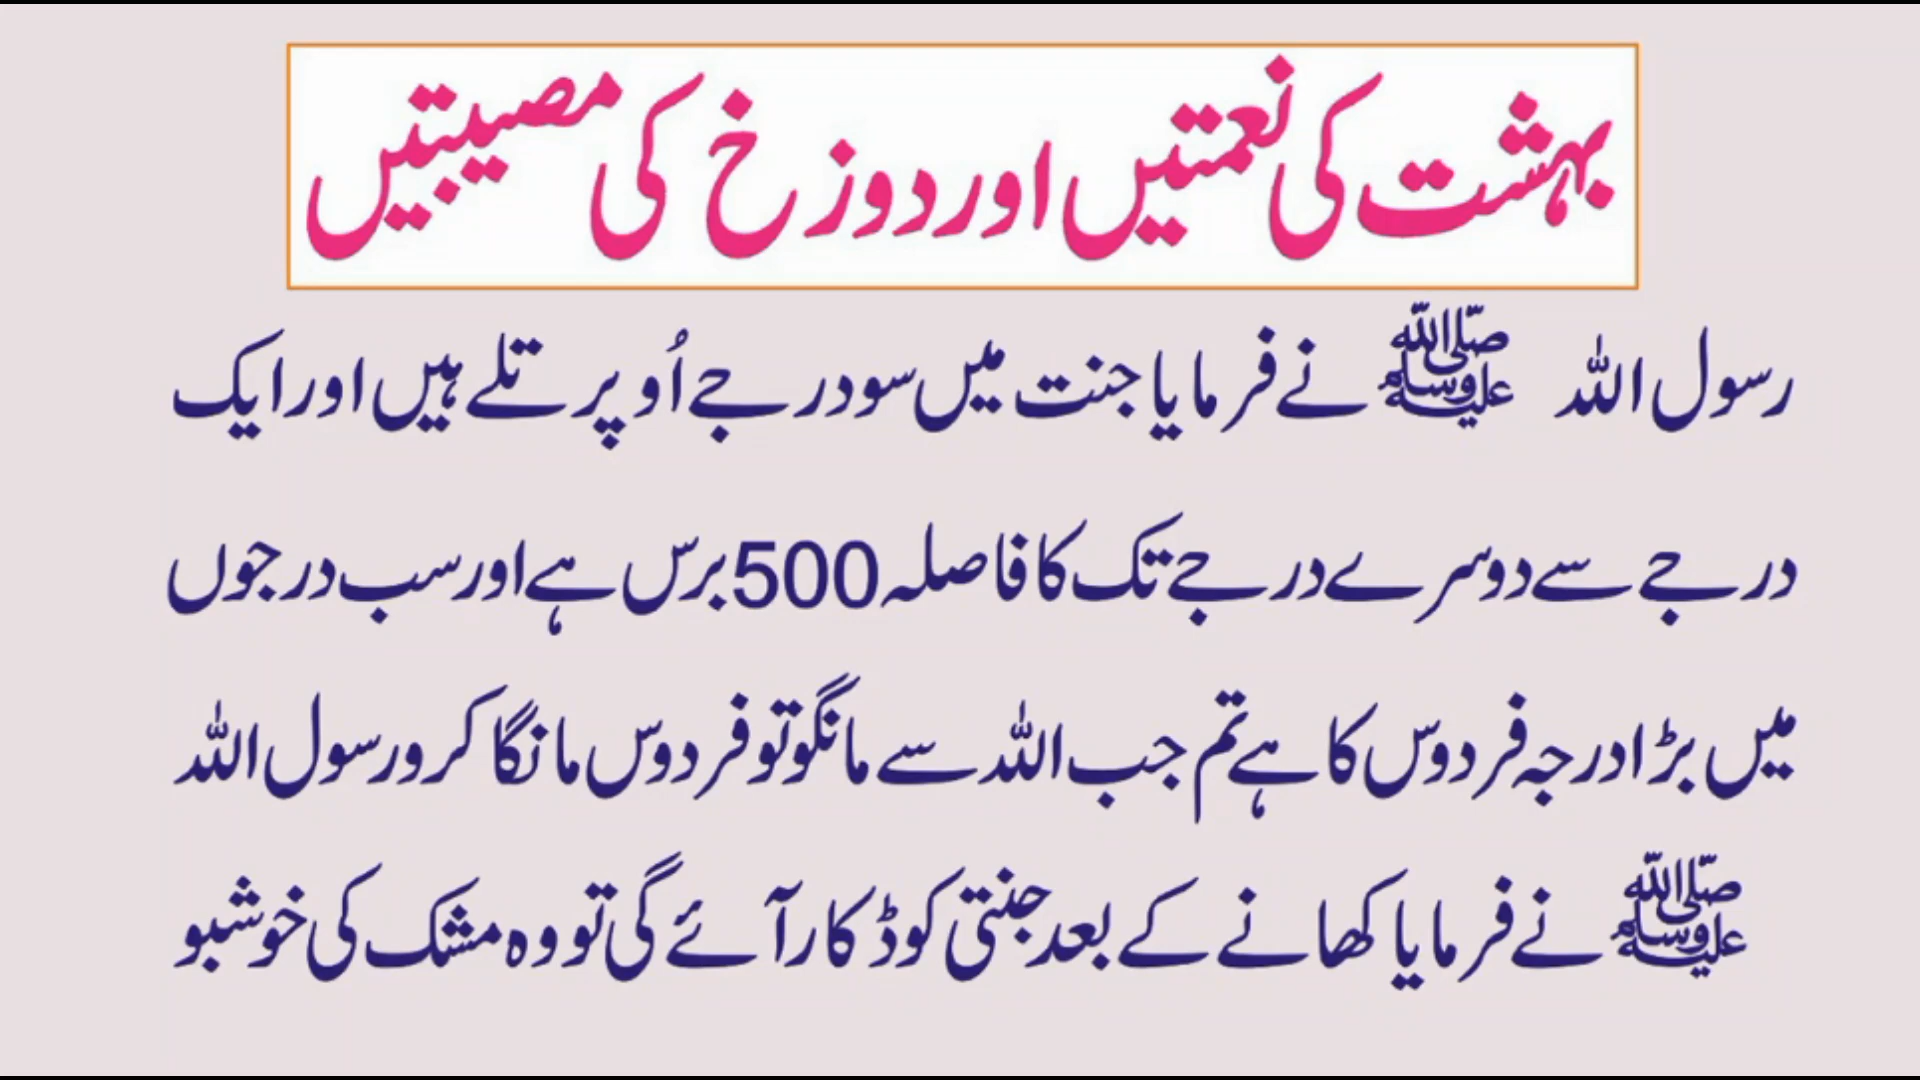 بہشت کی نعمتیں اور دوزخ کی مصیبتیں
رسول اللہ ﷺ نے فرمایا جنت میں سو درجے اُوپر تلے ہیں اور ایک
درجے سے دوسرے درجے تک کا فاصلہ 500 برس ہے اور سب درجوں
میں بڑا درجہ فردوس کا ہے تم جب اللہ سے مانگو تو فردوس مانگا کرو رسول اللہ
ﷺ نے فرمایا کھانے کے بعد جنتی کو ڈکار آئے گی تو وہ مشک کی خوشبو